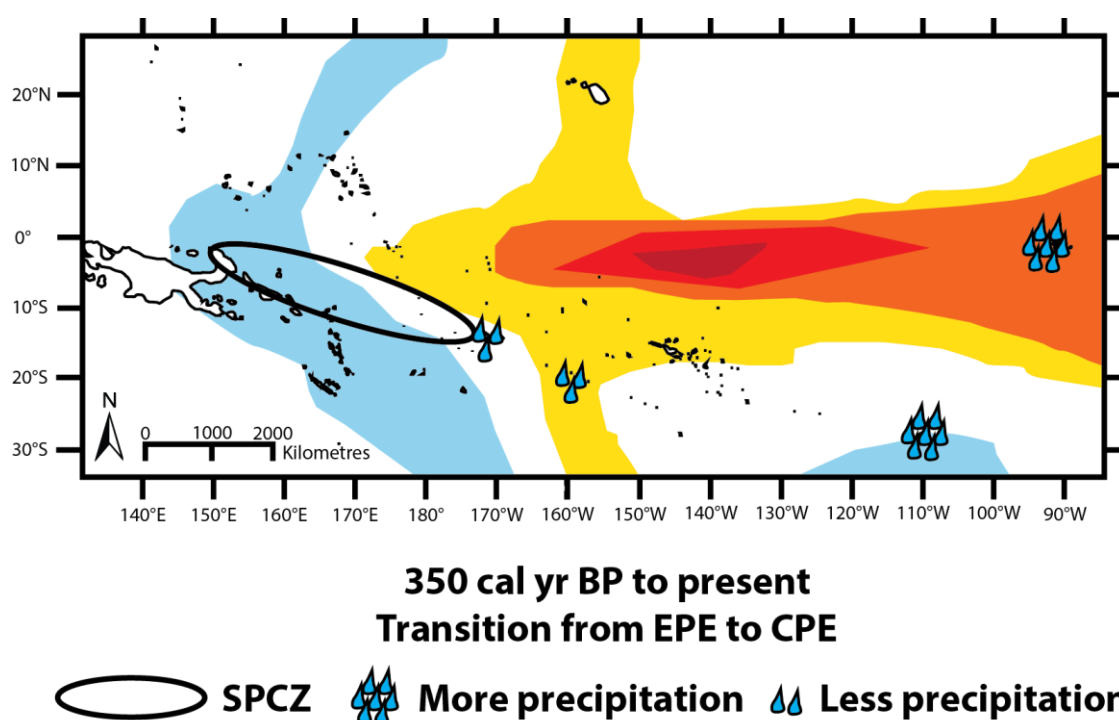 20°N
10°N
0°
10°S
20°S
30°S
N
0 1000 2000
Kilometres
140°E 150°E 160°E 170°E 180° 170°W 160°W 150°W 140°W 130°W 120°W 110°W 100°W 90°W
350 cal yr BP to present
Transition from EPE to CPE
SPCZ More precipitation Less precipitation